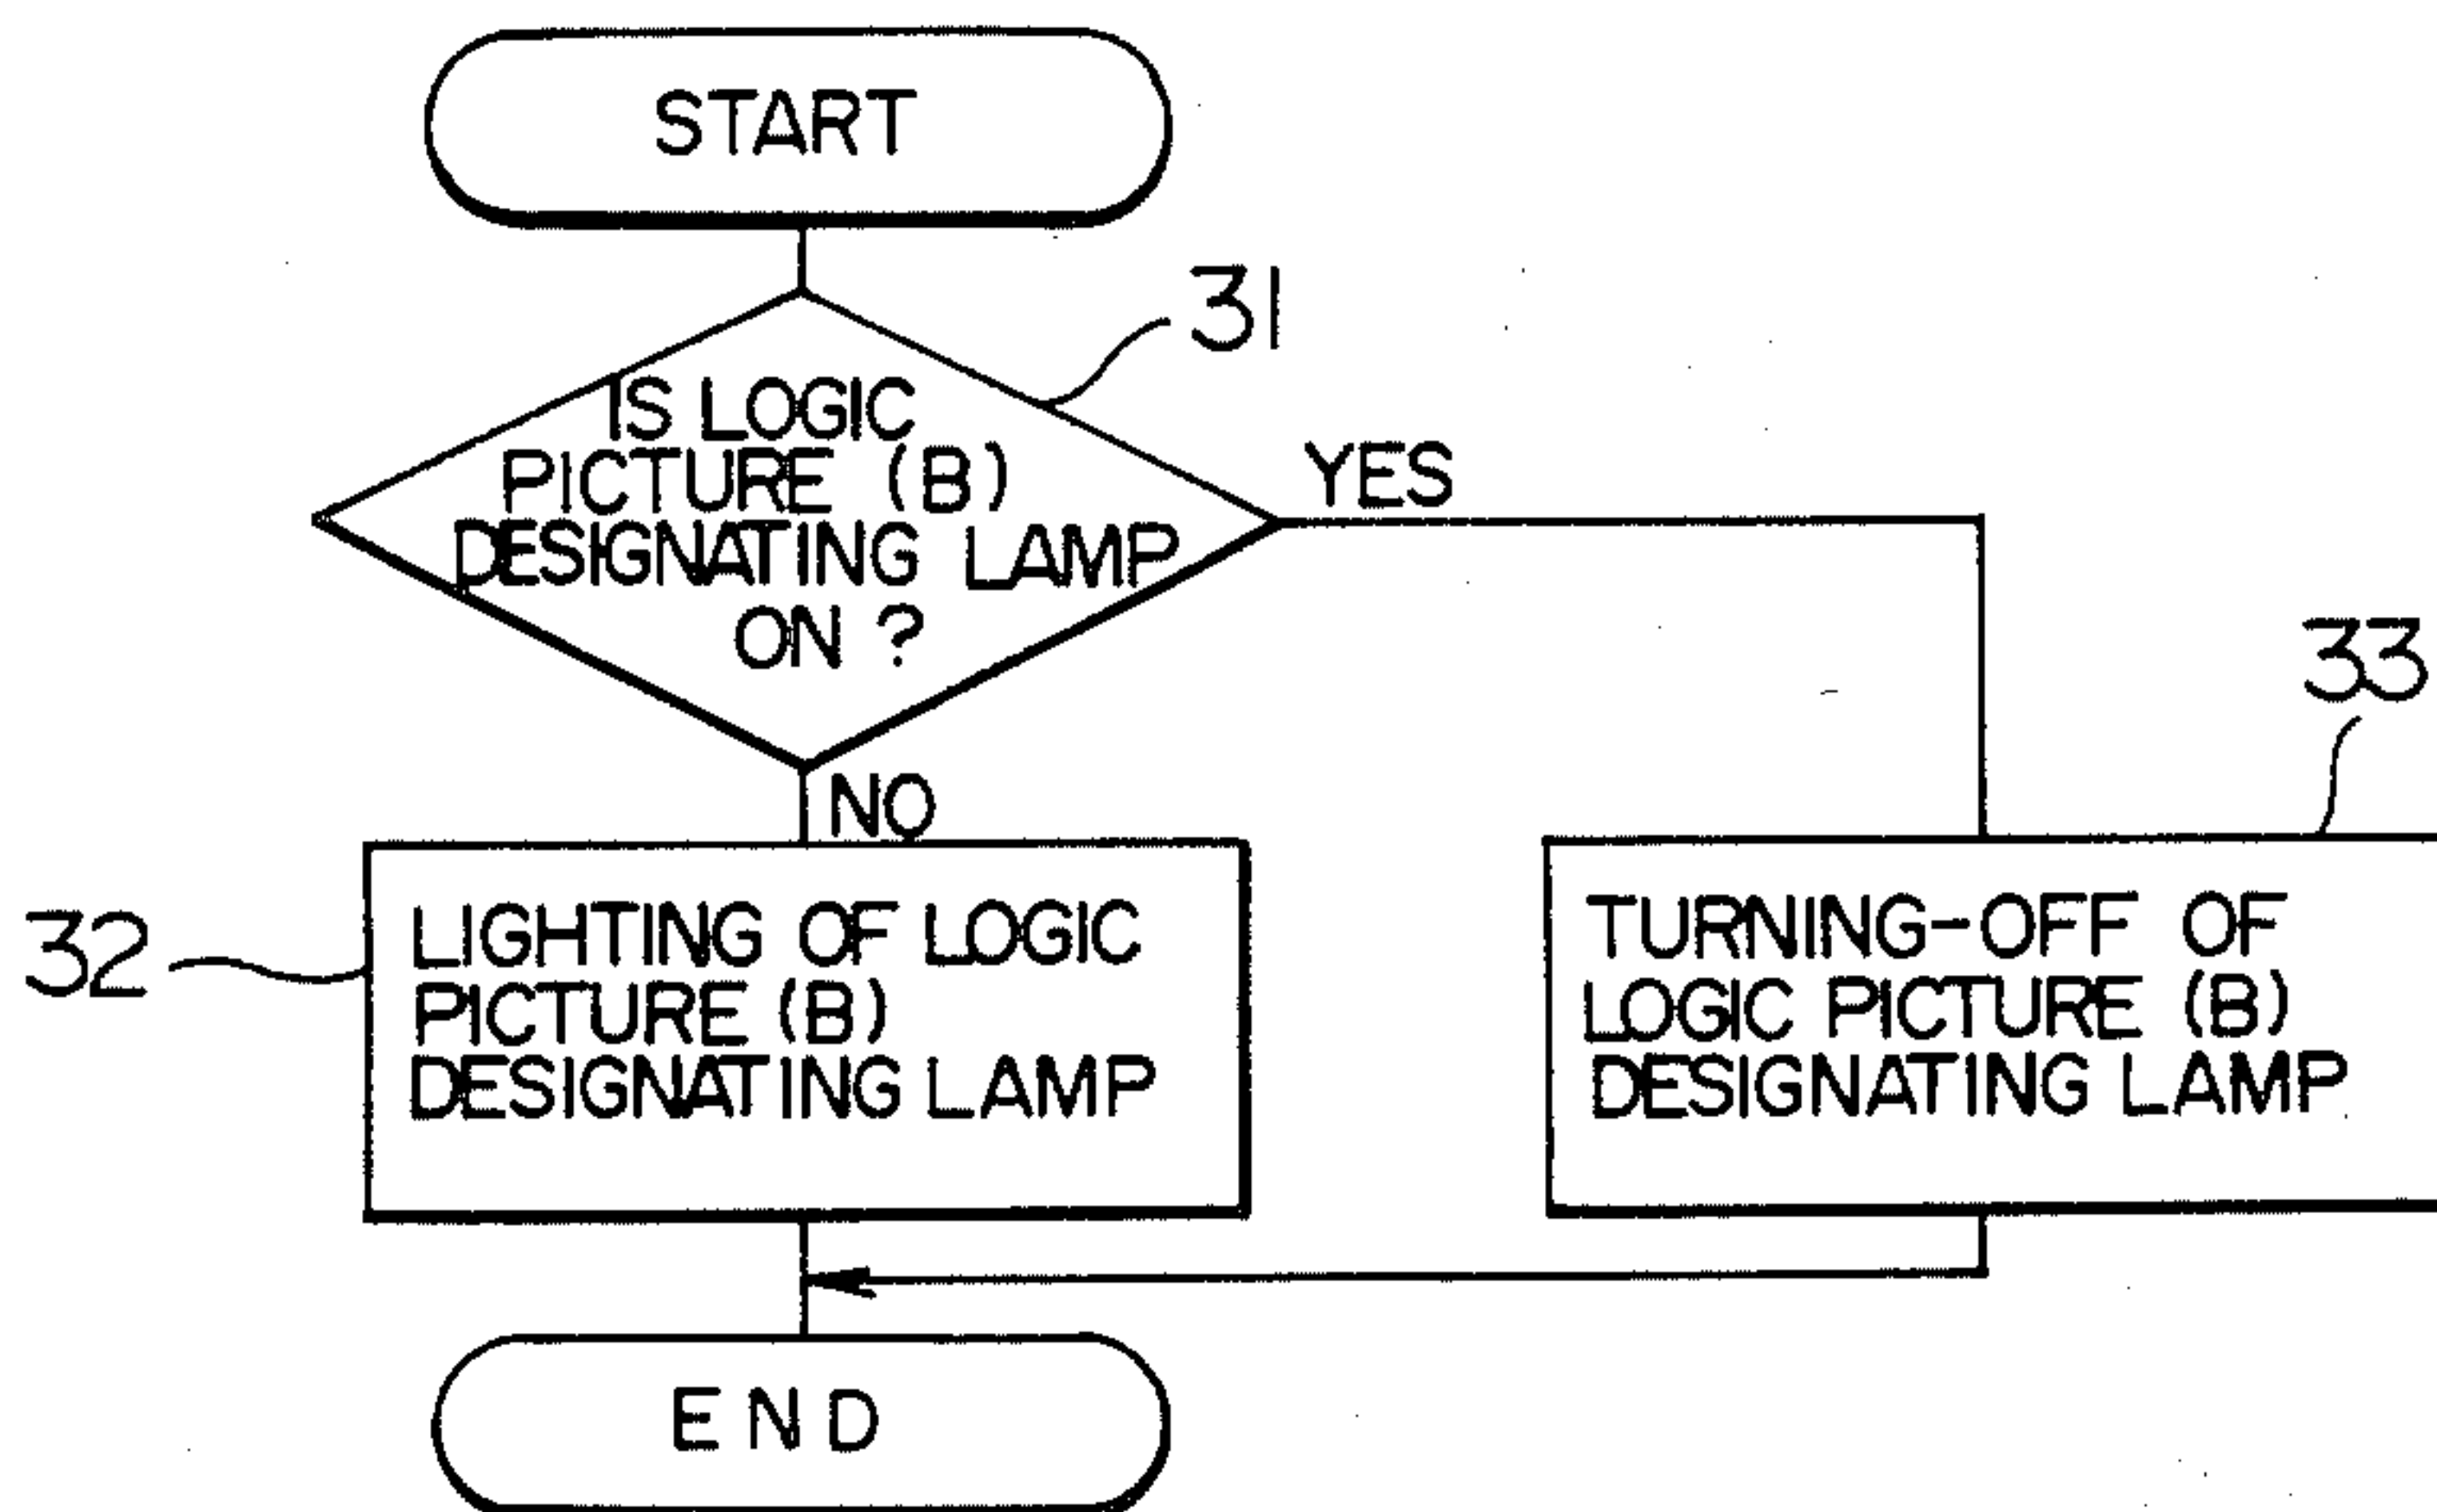 START
31
IS LOGIC
PICTURE (B)
DESIGNATING LAMP
ON ?
YES
NO
33
32
LIGHTING OF LOGIC
PICTURE (B)
DESIGNATING LAMP
TURNING-OFF OF
LOGIC PICTURE (B)
DESIGNATING LAMP
END